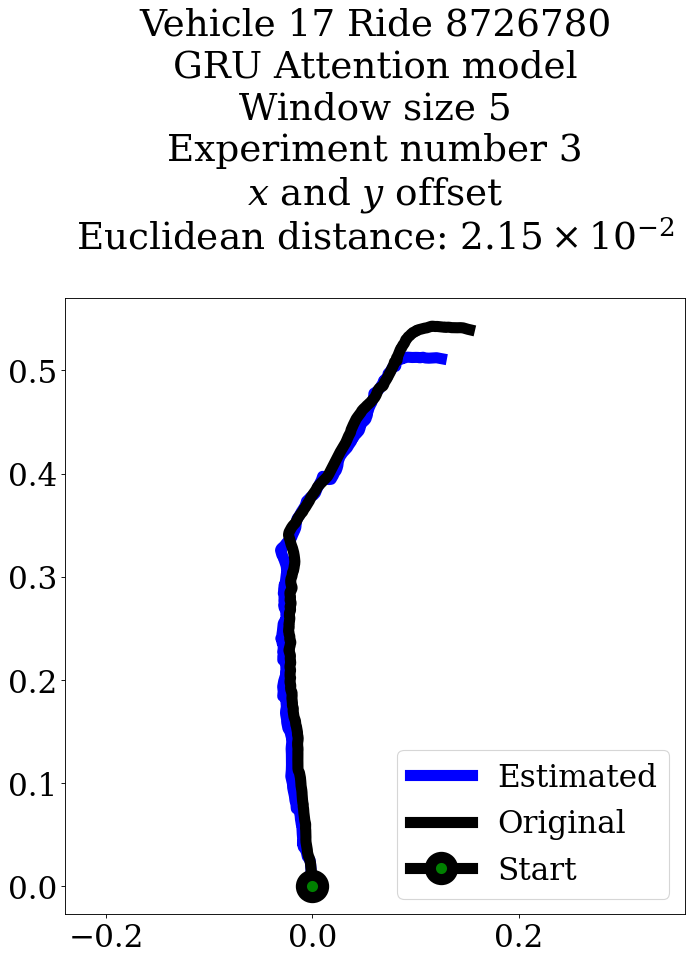 Vehicle 17 Ride 8726780
GRU Attention model
Window size 5
Experiment number 3
x and y offset
Euclidean distance: 2.15 × 10⁻²
0.5
0.4
0.3
0.2
0.1
0.0
Estimated
Original
Start
−0.2 0.0 0.2